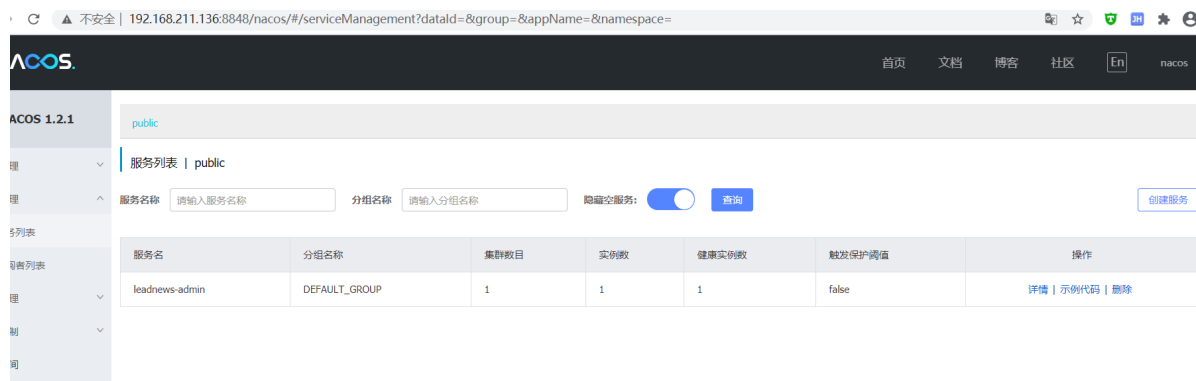 不安全 | 192.168.211.136:8848/nacos/#/serviceManagement?dataId=&group=&appName=&namespace=
ACOS.
首页 文档 博客 社区 En nacos
ACOS 1.2.1
public
理
服务列表 | public
理
服务名称 请输入服务名称 分组名称 请输入分组名称 隐藏空服务: 查询 创建服务
务列表
服务名 分组名称 集群数目 实例数 健康实例数 触发保护阈值 操作
阅者列表
leadnews-admin DEFAULT_GROUP 1 1 1 false 详情 | 示例代码 | 删除
理
制
间